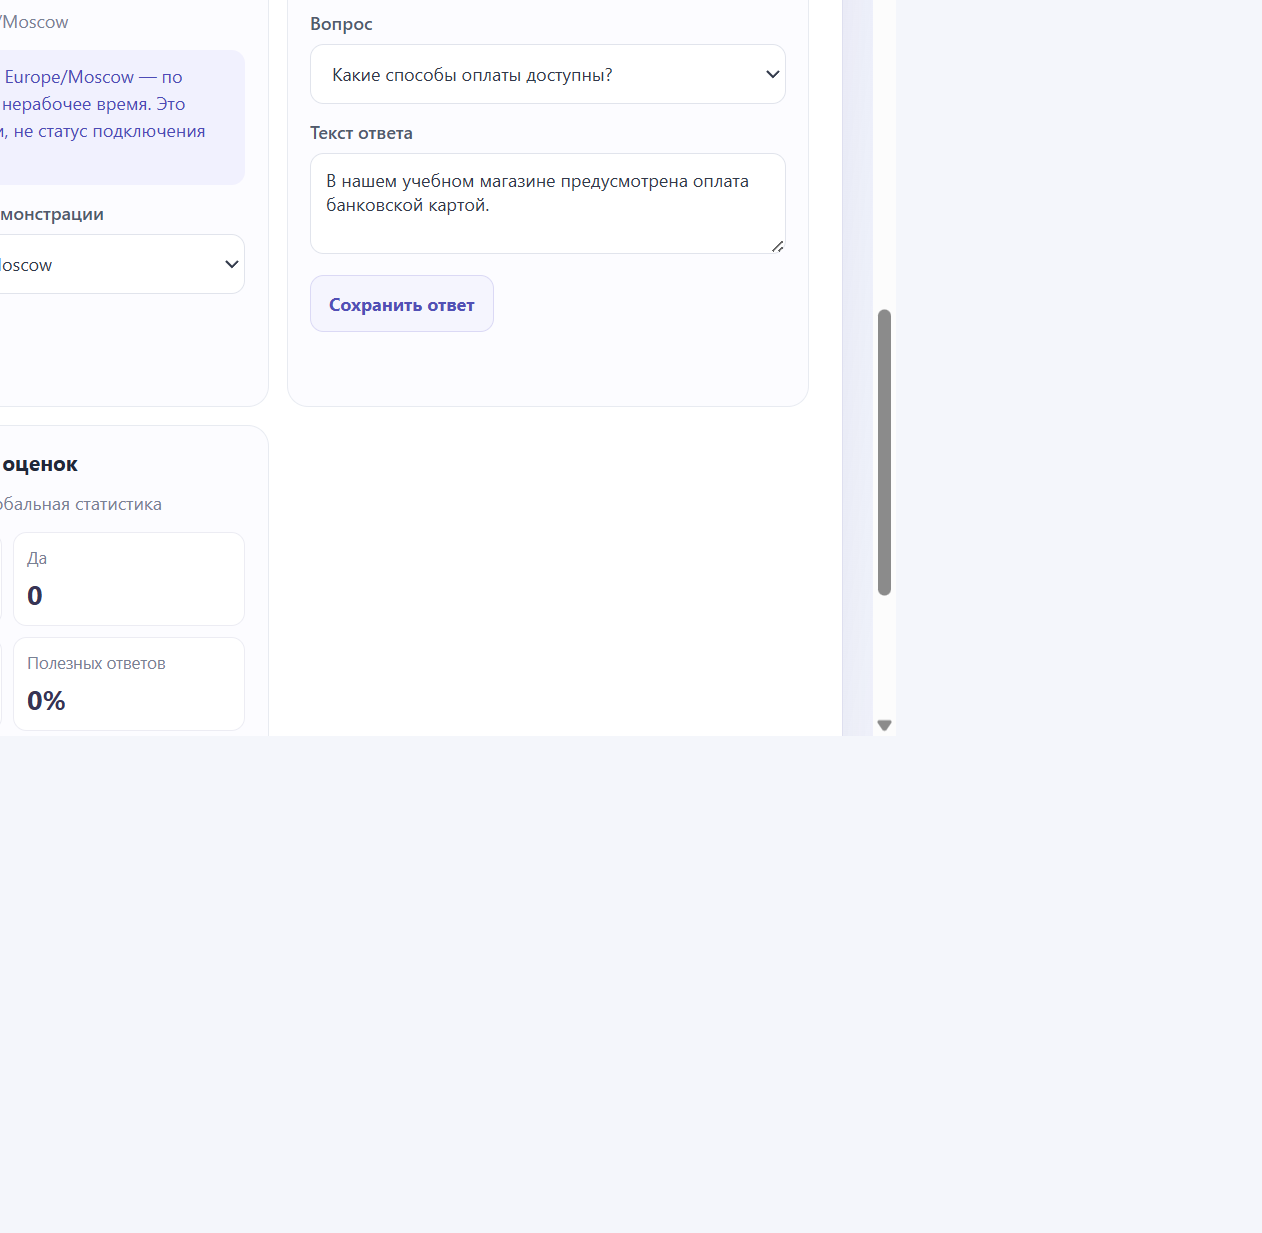 /Moscow
Europe/Moscow — по
нерабочее время. Это
и, не статус подключения
монстрации
oscow
Вопрос
Какие способы оплаты доступны?
Текст ответа
В нашем учебном магазине предусмотрена оплата
банковской картой.
Сохранить ответ
оценок
обальная статистика
Да
0
Полезных ответов
0%